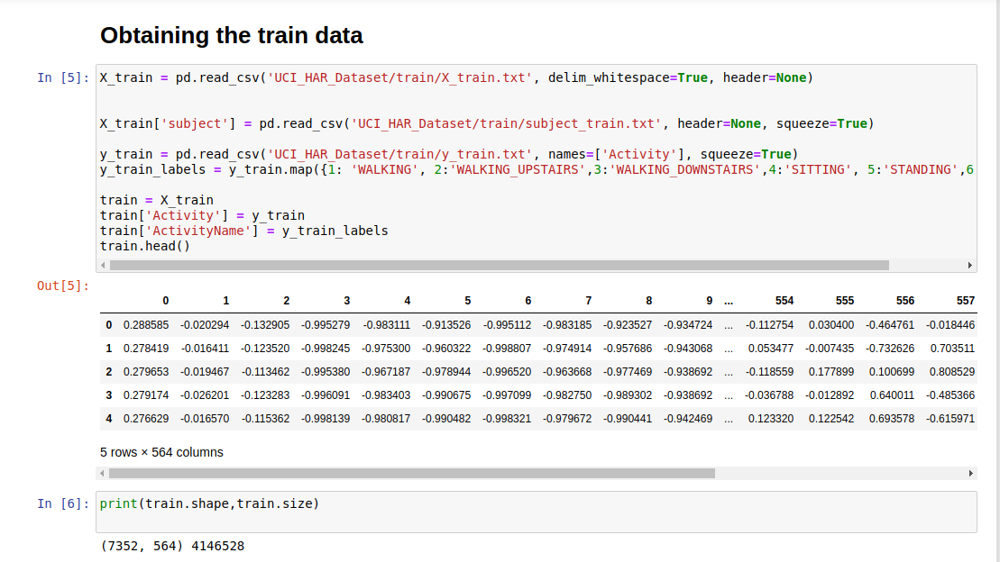 Obtaining the train data
In [5]: X_train = pd.read_csv('UCI_HAR_Dataset/train/X_train.txt', delim_whitespace=True, header=None)
X_train['subject'] = pd.read_csv('UCI_HAR_Dataset/train/subject_train.txt', header=None, squeeze=True)
y_train = pd.read_csv('UCI_HAR_Dataset/train/y_train.txt', names=['Activity'], squeeze=True)
y_train_labels = y_train.map({1: 'WALKING', 2:'WALKING_UPSTAIRS',3:'WALKING_DOWNSTAIRS',4:'SITTING', 5:'STANDING',6
train = X_train
train['Activity'] = y_train
train['ActivityName'] = y_train_labels
train.head()
Out[5]:
0 1 2 3 4 5 6 7 8 9 ... 554 555 556 557
0 0.288585 -0.020294 -0.132905 -0.995279 -0.983111 -0.913526 -0.995112 -0.983185 -0.923527 -0.934724 ... -0.112754 0.030400 -0.464761 -0.018446
1 0.278419 -0.016411 -0.123520 -0.998245 -0.975300 -0.960322 -0.998807 -0.974914 -0.957686 -0.943068 ... 0.053477 -0.007435 -0.732626 0.703511
2 0.279653 -0.019467 -0.113462 -0.995380 -0.967187 -0.978944 -0.996520 -0.963668 -0.977469 -0.938692 ... -0.118559 0.177899 0.100699 0.808529
3 0.279174 -0.026201 -0.123283 -0.996091 -0.983403 -0.990675 -0.997099 -0.982750 -0.989302 -0.938692 ... -0.036788 -0.012892 0.640011 -0.485366
4 0.276629 -0.016570 -0.115362 -0.998139 -0.980817 -0.990482 -0.998321 -0.979672 -0.990441 -0.942469 ... 0.123320 0.122542 0.693578 -0.615971
5 rows × 564 columns
In [6]: print(train.shape,train.size)
(7352, 564) 4146528